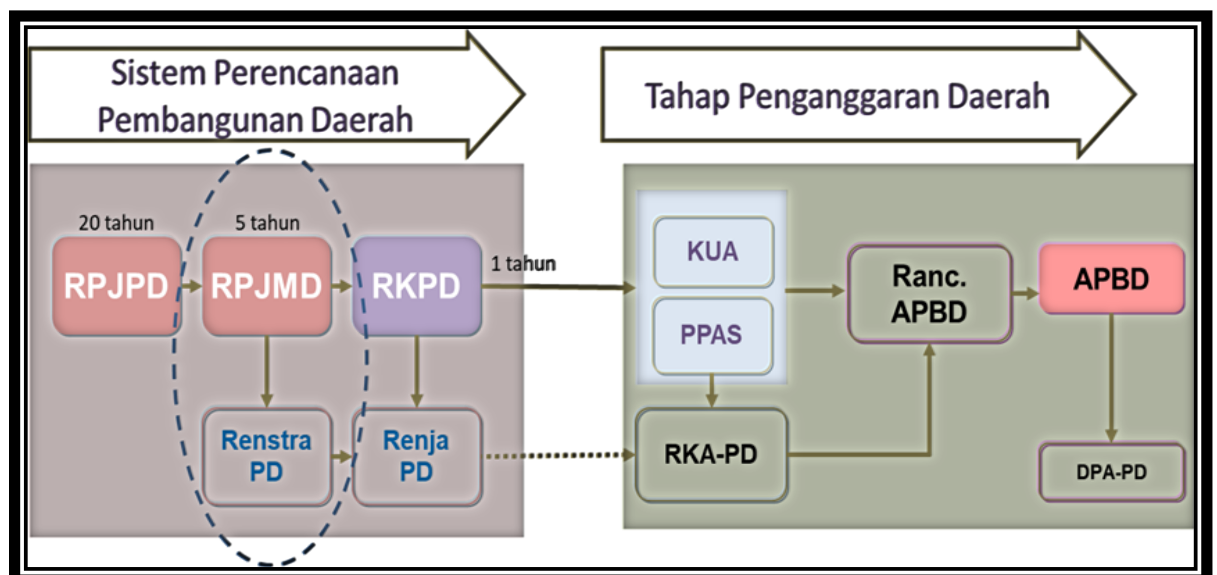 Sistem Perencanaan
Pembangunan Daerah
Tahap Penganggaran Daerah
20 tahun
5 tahun
RPJPD
RPJMD
RKPD
1 tahun
Renstra
PD
Renja
PD
KUA
PPAS
RKA-PD
Ranc.
APBD
APBD
DPA-PD